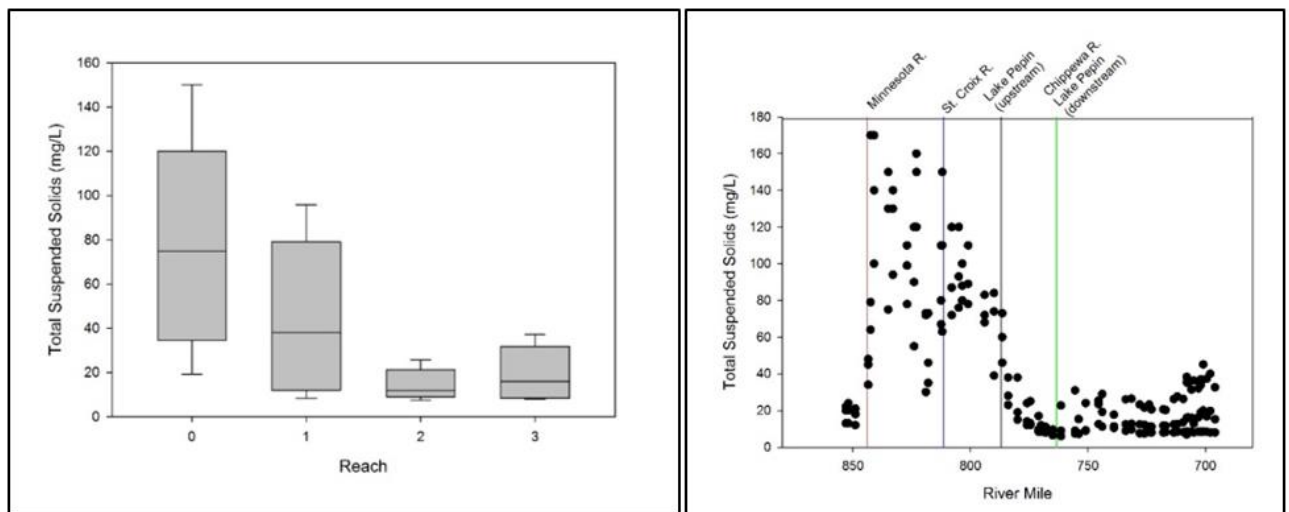 160
140
120
100
80
60
40
20
0
Total Suspended Solids (mg/L)
0 1 2 3
Reach
Minnesota R.
St. Croix R.
Lake Pepin
(upstream)
Chippewa R.
Lake Pepin
(downstream)
180
160
140
120
100
80
60
40
20
0
Total Suspended Solids (mg/L)
850 800 750 700
River Mile